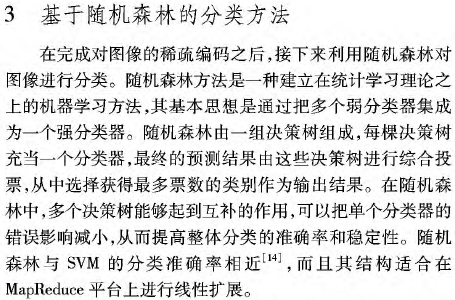 3 基于随机森林的分类方法
在完成对图像的稀疏编码之后,接下来利用随机森林对
图像进行分类。随机森林方法是一种建立在统计学习理论之
上的机器学习方法,其基本思想是通过把多个弱分类器集成
为一个强分类器。随机森林由一组决策树组成,每棵决策树
充当一个分类器,最终的预测结果由这些决策树进行综合投
票,从中选择获得最多票数的类别作为输出结果。在随机森
林中,多个决策树能够起到互补的作用,可以把单个分类器的
错误影响减小,从而提高整体分类的准确率和稳定性。随机
森林与 SVM 的分类准确率相近[14],而且其结构适合在
MapReduce 平台上进行线性扩展。